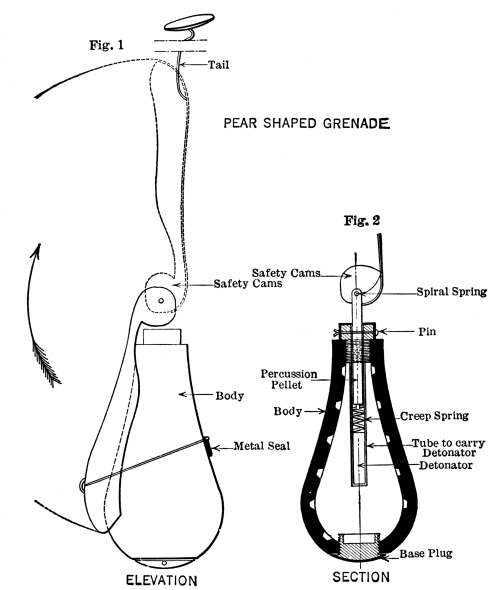 Fig. 1
Tail
PEAR SHAPED GRENADE
Safety Cams
Body
Metal Seal
ELEVATION
Fig. 2
Safety Cams
Spiral Spring
Pin
Percussion
Pellet
Body
Creep Spring
Tube to carry
Detonator
Detonator
Base Plug
SECTION